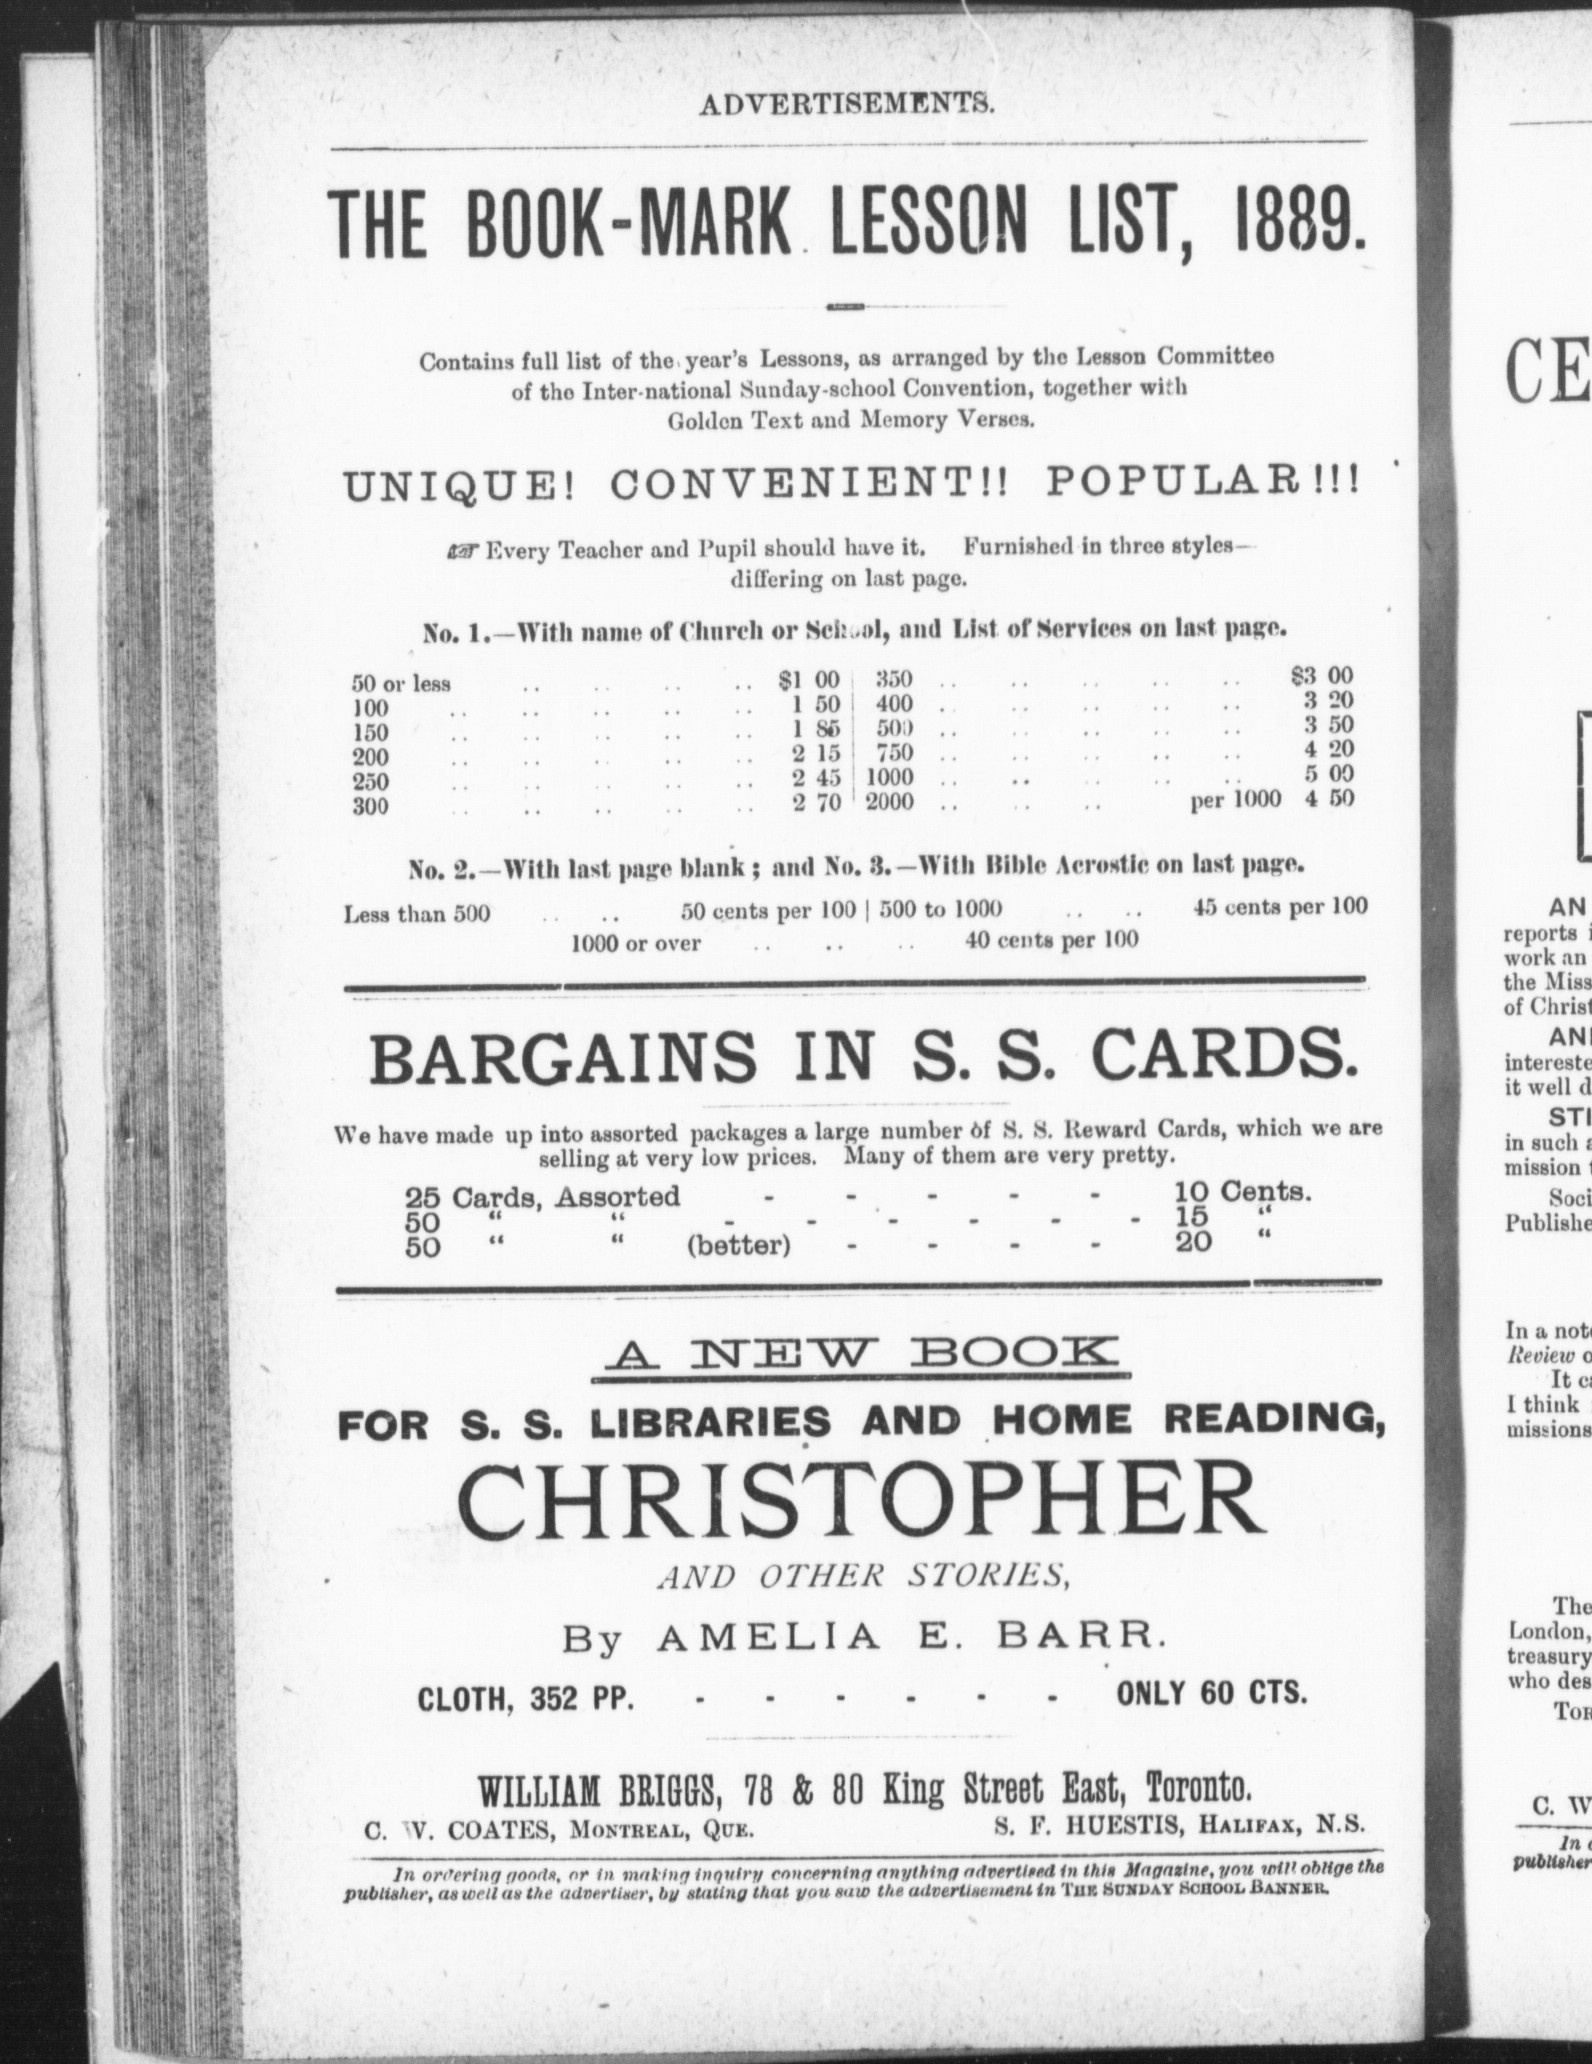 ADVERTISEMENTS.
THE BOOK-MARK LESSON LIST, 1889.
Contains full list of the year's Lessons, as arranged by the Lesson Committee
of the Inter-national Sunday-school Convention, together with
Golden Text and Memory Verses.
UNIQUE! CONVENIENT!! POPULAR!!!
☞ Every Teacher and Pupil should have it. Furnished in three styles—
differing on last page.
No. 1.—With name of Church or School, and List of Services on last page.
50 or less .. .. .. .. $1 00 | 350 .. .. .. .. .. $3 00
100 .. .. .. .. .. 1 50 | 400 .. .. .. .. .. 3 20
150 .. .. .. .. .. 1 85 | 500 .. .. .. .. .. 3 50
200 .. .. .. .. .. 2 15 | 750 .. .. .. .. .. 4 20
250 .. .. .. .. .. 2 45 | 1000 .. .. .. .. .. 5 00
300 .. .. .. .. .. 2 70 | 2000 .. .. .. per 1000 4 50
No. 2.—With last page blank; and No. 3.—With Bible Acrostic on last page.
Less than 500 .. .. 50 cents per 100 | 500 to 1000 .. .. 45 cents per 100
1000 or over .. .. .. 40 cents per 100
BARGAINS IN S. S. CARDS.
We have made up into assorted packages a large number of S. S. Reward Cards, which we are
selling at very low prices. Many of them are very pretty.
25 Cards, Assorted - - - - - 10 Cents.
50 " " - - - - - - 15 "
50 " " (better) - - - - 20 "
A NEW BOOK
FOR S. S. LIBRARIES AND HOME READING,
CHRISTOPHER
AND OTHER STORIES,
By AMELIA E. BARR.
CLOTH, 352 PP. - - - - - - ONLY 60 CTS.
WILLIAM BRIGGS, 78 & 80 King Street East, Toronto.
C. W. COATES, MONTREAL, QUE. S. F. HUESTIS, HALIFAX, N.S.
In ordering goods, or in making inquiry concerning anything advertised in this Magazine, you will oblige the
publisher, as well as the advertiser, by stating that you saw the advertisement in THE SUNDAY SCHOOL BANNER.
CE
AN
reports
work an
the Miss
of Christ
interested
it well d
in such a
mission
Soci
Publishe
In a note
Review o
It ca
I think
missions
The
London,
treasury
who des
C. W
In
publisher